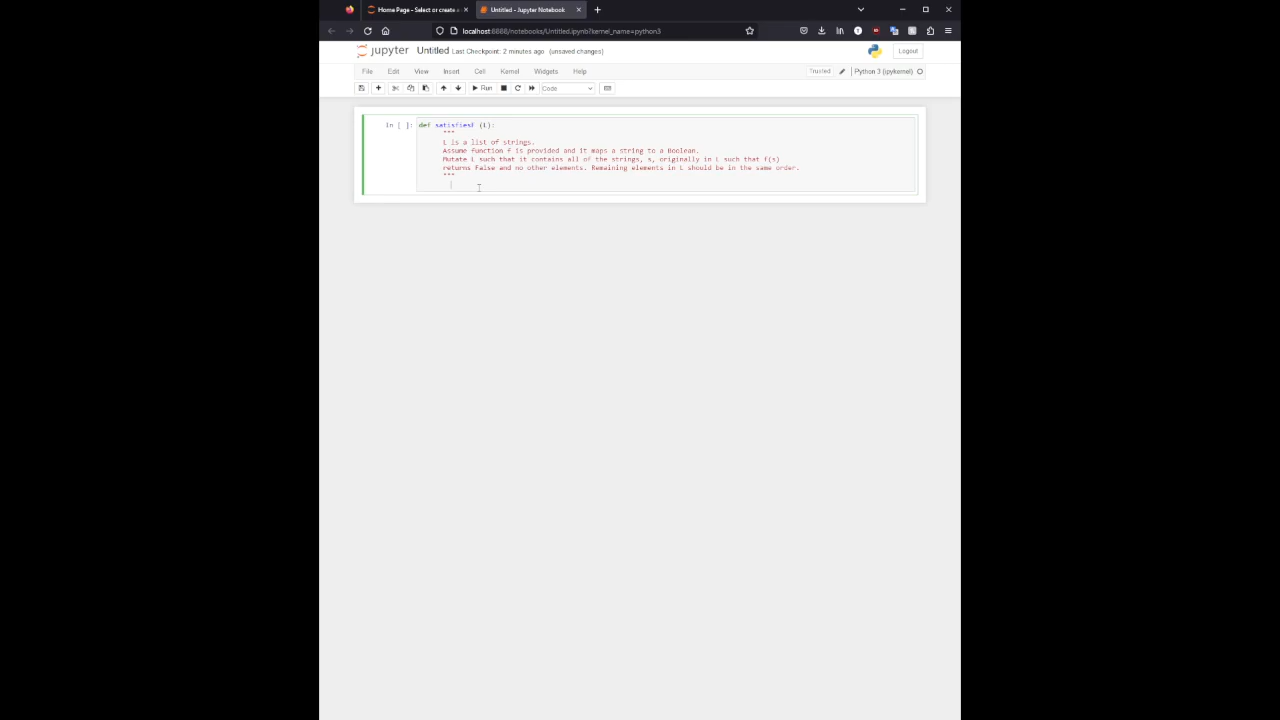 Home Page - Select or create a
Untitled - Jupyter Notebook
localhost:8888/notebooks/Untitled.ipynb?kernel_name=python3
jupyter Untitled Last Checkpoint: 2 minutes ago (unsaved changes)
Logout
File Edit View Insert Cell Kernel Widgets Help
Trusted
Python 3 (ipykernel)
Run
Code
In [ ]: def satisfiesF (L):
"""
L is a list of strings.
Assume function f is provided and it maps a string to a Boolean.
Mutate L such that it contains all of the strings, s, originally in L such that f(s)
returns False and no other elements. Remaining elements in L should be in the same order.
"""